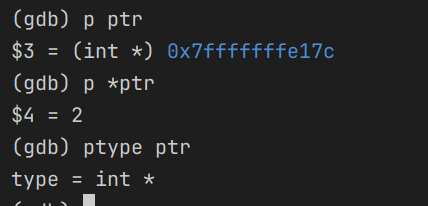 (gdb) p ptr
$3 = (int *) 0x7fffffffe17c
(gdb) p *ptr
$4 = 2
(gdb) ptype ptr
type = int *